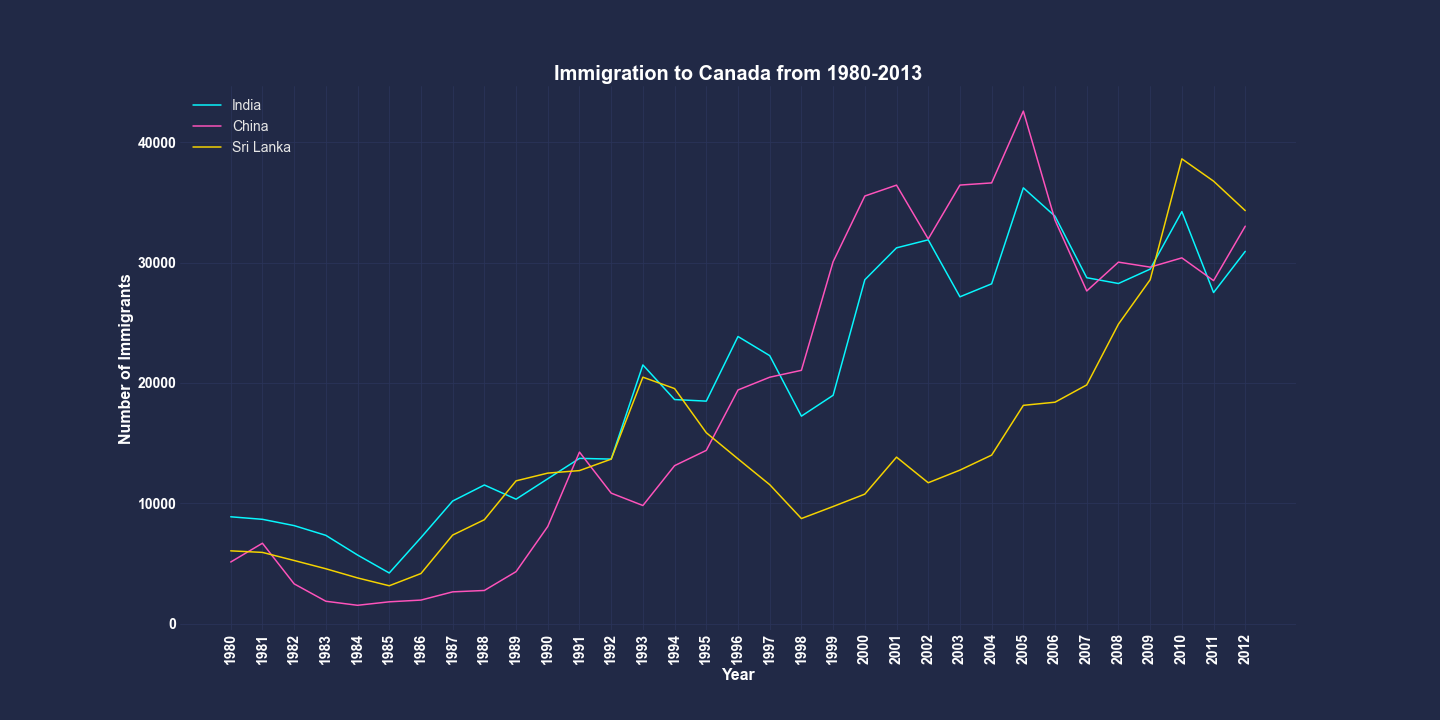 Immigration to Canada from 1980-2013
India
China
Sri Lanka
Number of Immigrants
40000
30000
20000
10000
0
1980 1981 1982 1983 1984 1985 1986 1987 1988 1989 1990 1991 1992 1993 1994 1995 1996 1997 1998 1999 2000 2001 2002 2003 2004 2005 2006 2007 2008 2009 2010 2011 2012
Year